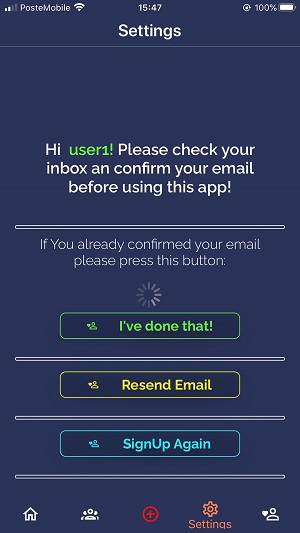 PosteMobile 15:47 100%
Settings
Hi user1! Please check your
inbox an confirm your email
before using this app!
If You already confirmed your email
please press this button:
I've done that!
Resend Email
SignUp Again
Settings